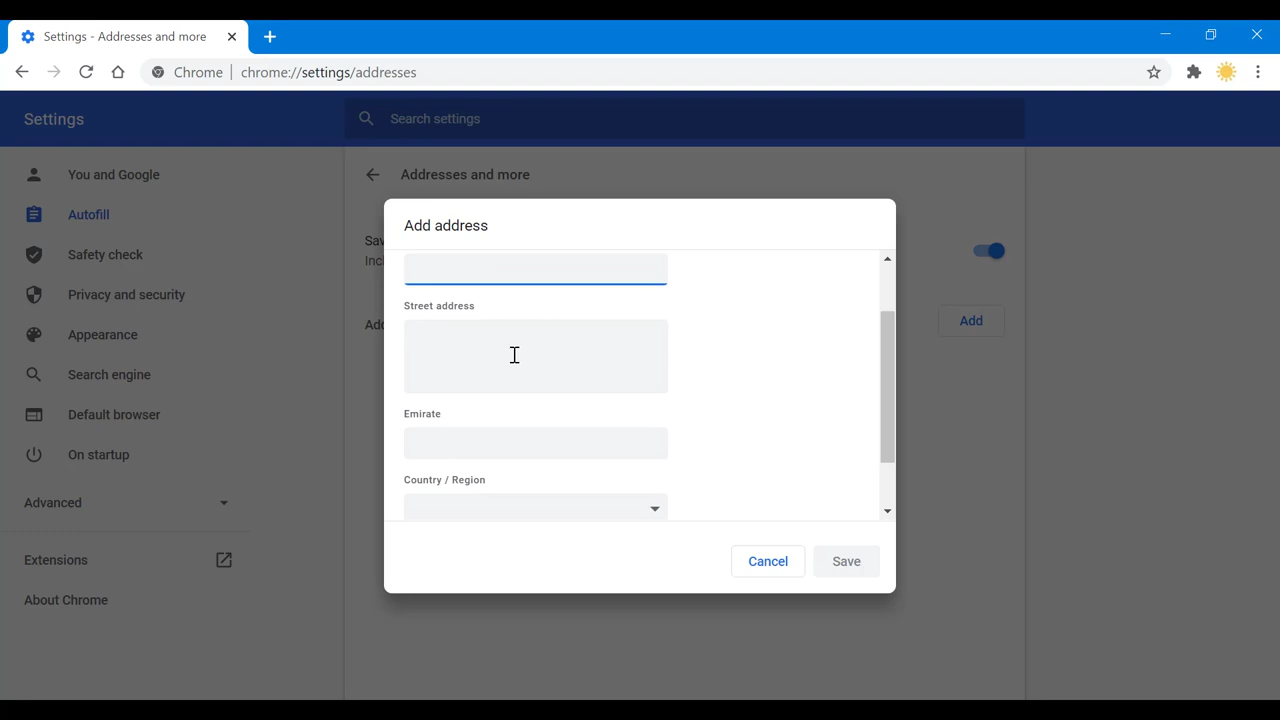 Settings - Addresses and more
Chrome
chrome://settings/addresses
Settings
Search settings
You and Google
Autofill
Safety check
Privacy and security
Appearance
Search engine
Default browser
On startup
Advanced
Extensions
About Chrome
Addresses and more
Add
Add address
Street address
Emirate
Country / Region
Cancel
Save